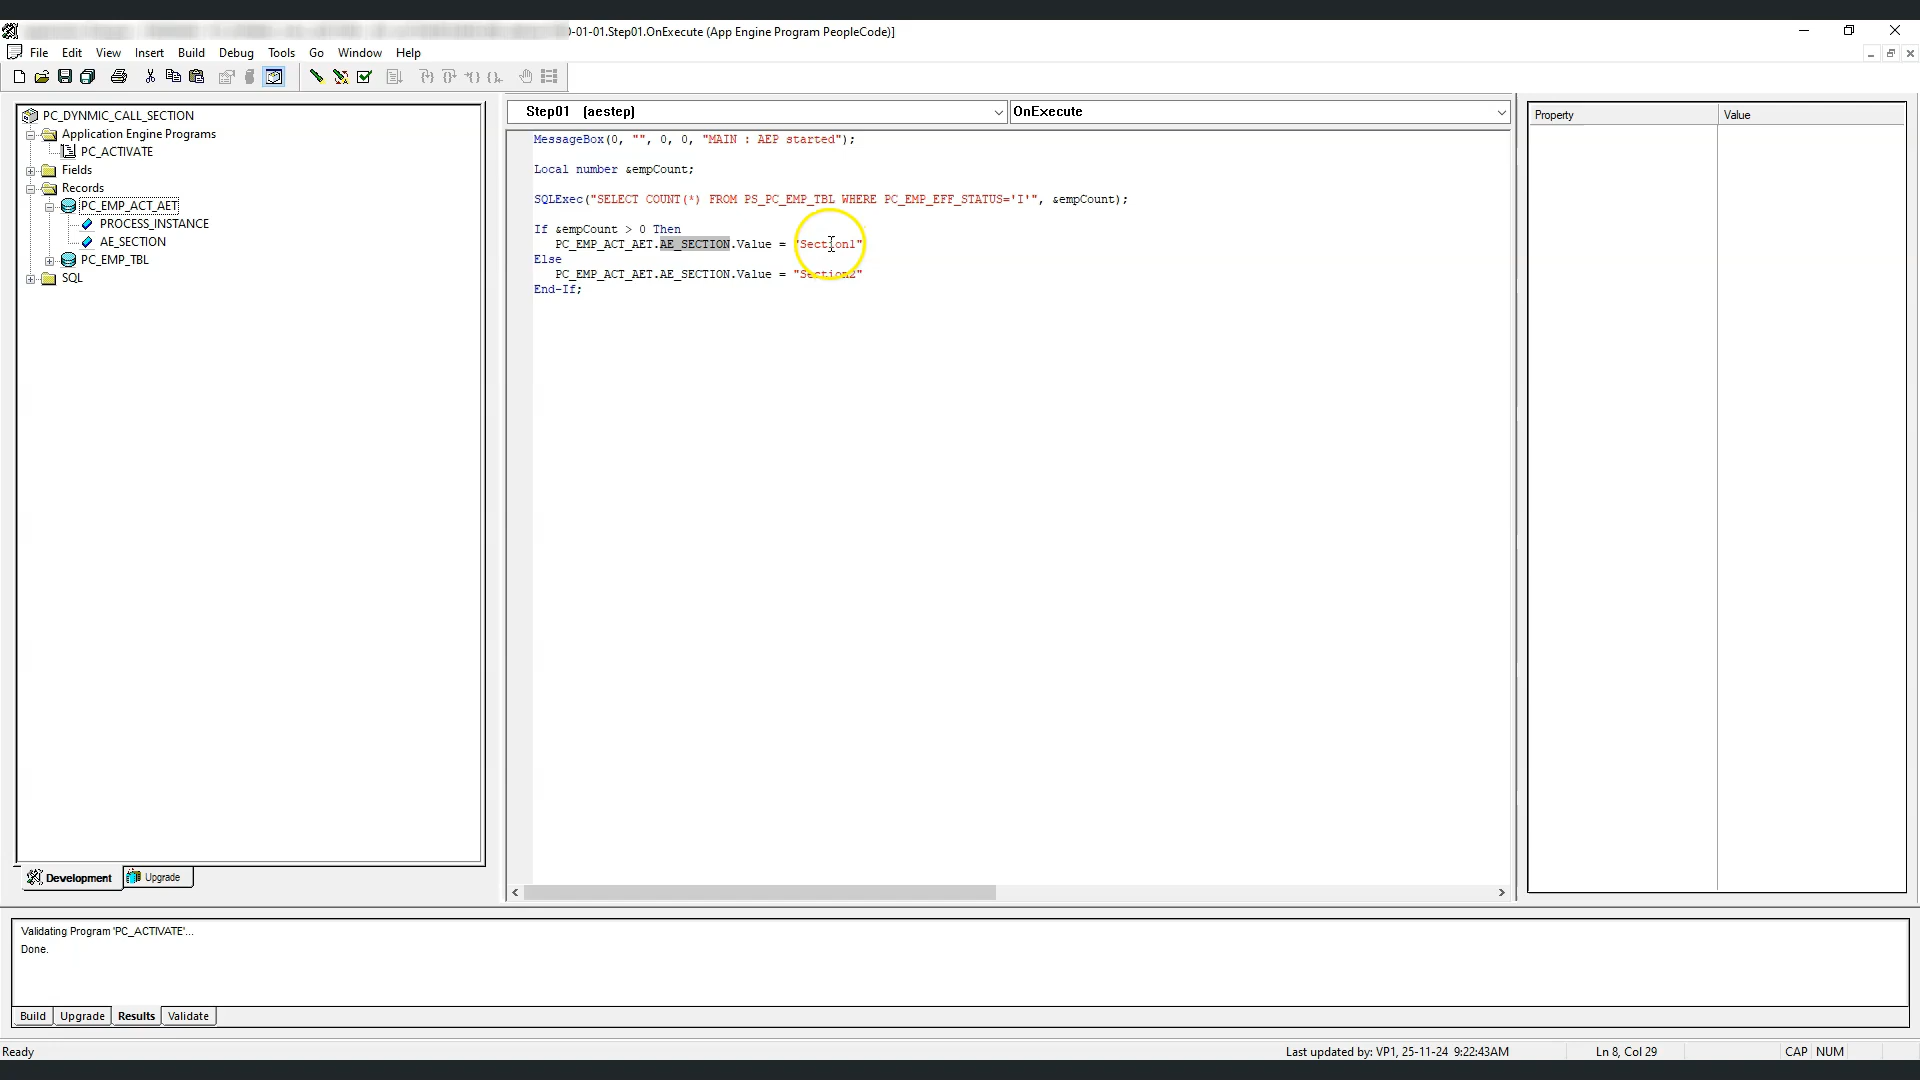 )-01-01.Step01.OnExecute (App Engine Program PeopleCode)]
File Edit View Insert Build Debug Tools Go Window Help
PC_DYNMIC_CALL_SECTION
Application Engine Programs
PC_ACTIVATE
Fields
Records
PC_EMP_ACT_AET
PROCESS_INSTANCE
AE_SECTION
PC_EMP_TBL
SQL
Development Upgrade
Step01 (aestep) OnExecute
MessageBox(0, "", 0, 0, "MAIN : AEP started");
Local number &empCount;
SQLExec("SELECT COUNT(*) FROM PS_PC_EMP_TBL WHERE PC_EMP_EFF_STATUS='I'", &empCount);
If &empCount > 0 Then
PC_EMP_ACT_AET.AE_SECTION.Value = "Section1"
Else
PC_EMP_ACT_AET.AE_SECTION.Value = "Section2"
End-If;
Property Value
Validating Program 'PC_ACTIVATE'...
Done.
Build Upgrade Results Validate
Ready Last updated by: VP1, 25-11-24 9:22:43AM Ln 8, Col 29 CAP NUM